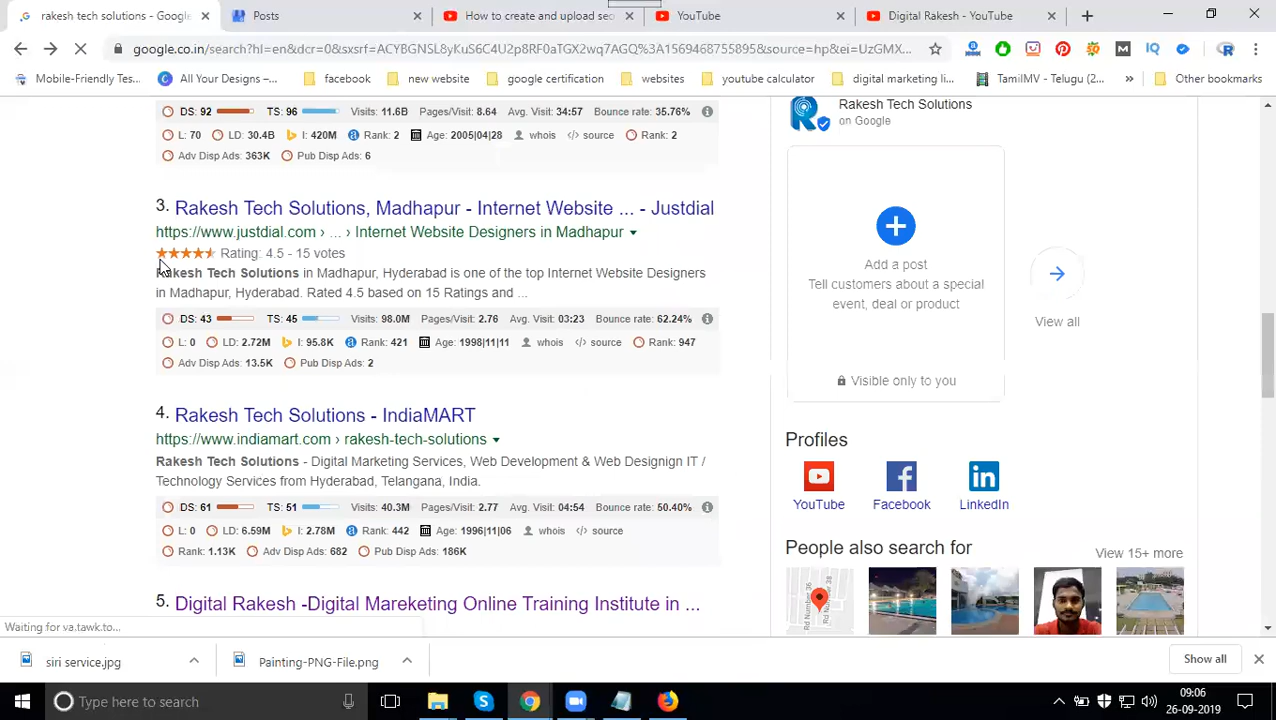 rakesh tech solutions - Google
Posts
How to create and upload seo
YouTube
Digital Rakesh - YouTube
google.co.in/search?hl=en&dcr=0&sxsrf=ACYBGNSL8yKuS6C4U2p8RF0aTGX2wq7AGQ%3A1569468755895&source=hp&ei=UzGMX...
Mobile-Friendly Tes...
All Your Designs –...
facebook
new website
google certification
websites
youtube calculator
digital marketing li...
TamilMV - Telugu (2...
Other bookmarks
DS: 92 TS: 96 Visits: 11.6B Pages/Visit: 8.64 Avg. Visit: 34:57 Bounce rate: 35.76%
L: 70 LD: 30.4B I: 420M Rank: 2 Age: 2005|04|28 whois </> source Rank: 2
Adv Disp Ads: 363K Pub Disp Ads: 6
3. Rakesh Tech Solutions, Madhapur - Internet Website ... - Justdial
https://www.justdial.com › ... › Internet Website Designers in Madhapur
Rating: 4.5 - 15 votes
Rakesh Tech Solutions in Madhapur, Hyderabad is one of the top Internet Website Designers
in Madhapur, Hyderabad. Rated 4.5 based on 15 Ratings and ...
DS: 43 TS: 45 Visits: 98.0M Pages/Visit: 2.76 Avg. Visit: 03:23 Bounce rate: 62.24%
L: 0 LD: 2.72M I: 95.8K Rank: 421 Age: 1998|11|11 whois </> source Rank: 947
Adv Disp Ads: 13.5K Pub Disp Ads: 2
4. Rakesh Tech Solutions - IndiaMART
https://www.indiamart.com › rakesh-tech-solutions
Rakesh Tech Solutions - Digital Marketing Services, Web Development & Web Designign IT /
Technology Services from Hyderabad, Telangana, India.
DS: 61 TS: 51 Visits: 40.3M Pages/Visit: 2.77 Avg. Visit: 04:54 Bounce rate: 50.40%
L: 0 LD: 6.59M I: 2.78M Rank: 442 Age: 1996|11|06 whois </> source
Rank: 1.13K Adv Disp Ads: 682 Pub Disp Ads: 186K
5. Digital Rakesh -Digital Mareketing Online Training Institute in ...
Rakesh Tech Solutions
on Google
Add a post
Tell customers about a special
event, deal or product
Visible only to you
View all
Profiles
YouTube
Facebook
LinkedIn
People also search for
View 15+ more
Rd Number 36
Rd Number 38
Waiting for va.tawk.to...
siri service.jpg
Painting-PNG-File.png
Show all
Type here to search
09:06
26-09-2019